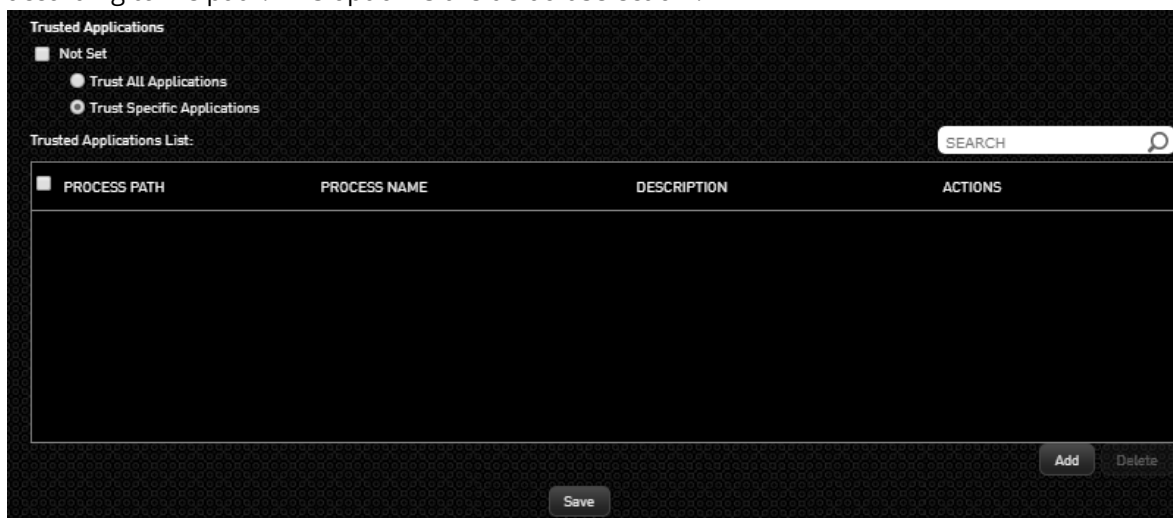 Trusted Applications
Not Set
Trust All Applications
Trust Specific Applications
Trusted Applications List:
SEARCH
PROCESS PATH PROCESS NAME DESCRIPTION ACTIONS
Add Delete
Save